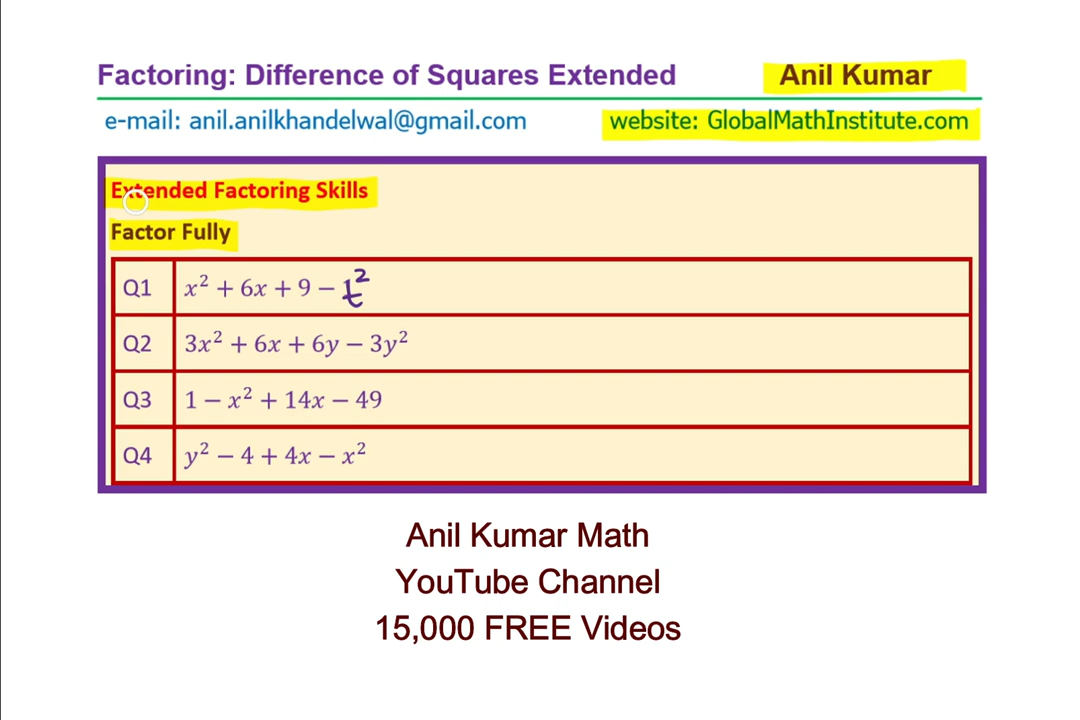 Factoring: Difference of Squares Extended Anil Kumar
e-mail: anil.anilkhandelwal@gmail.com website: GlobalMathInstitute.com
Extended Factoring Skills
Factor Fully
Q1 x² + 6x + 9 − t²
Q2 3x² + 6x + 6y − 3y²
Q3 1 − x² + 14x − 49
Q4 y² − 4 + 4x − x²
Anil Kumar Math
YouTube Channel
15,000 FREE Videos